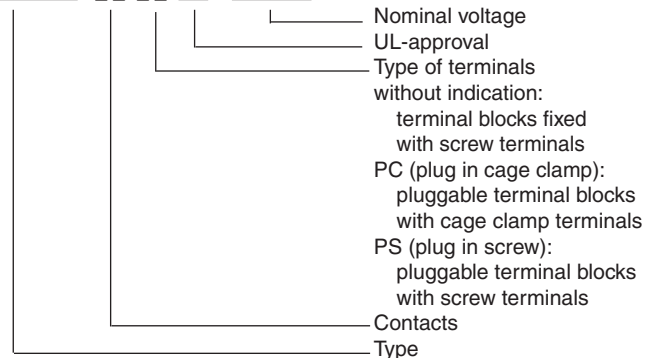 Nominal voltage
UL-approval
Type of terminals
without indication:
terminal blocks fixed
with screw terminals
PC (plug in cage clamp):
pluggable terminal blocks
with cage clamp terminals
PS (plug in screw):
pluggable terminal blocks
with screw terminals
Contacts
Type